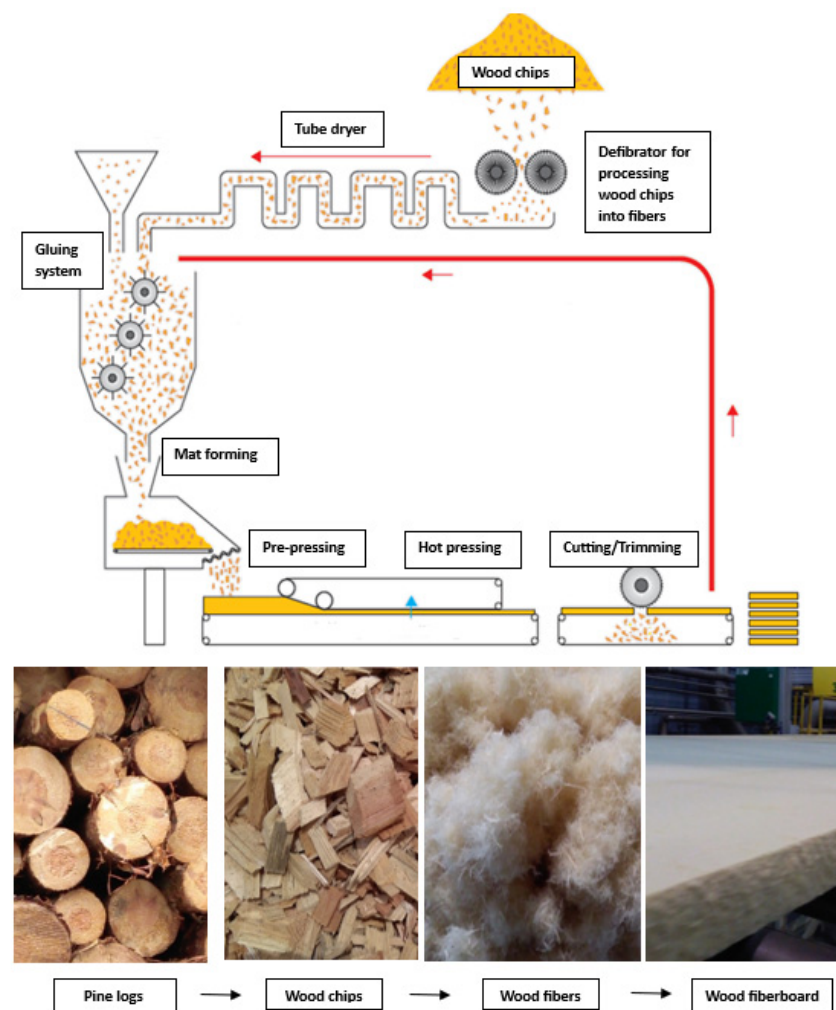 Wood chips
Tube dryer
Defibrator for
processing
wood chips
into fibers
Gluing
system
Mat forming
Pre-pressing
Hot pressing
Cutting/Trimming
Pine logs
Wood chips
Wood fibers
Wood fiberboard